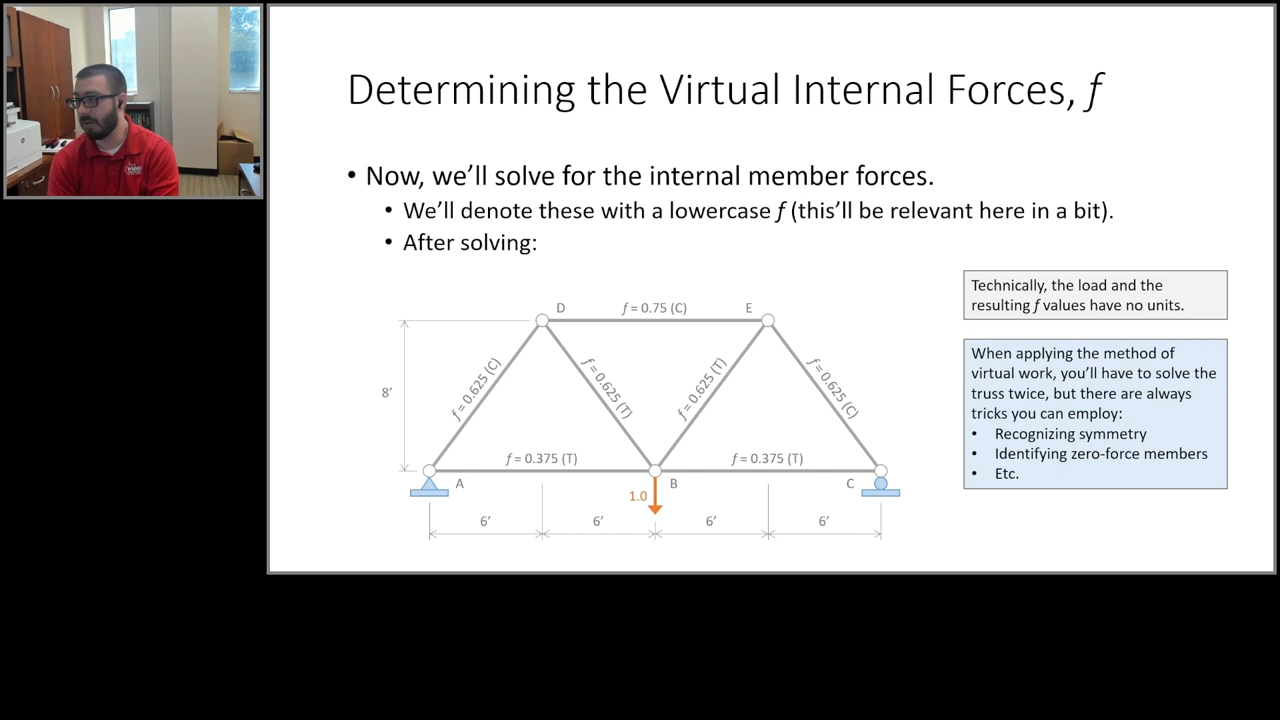 Determining the Virtual Internal Forces, f
• Now, we'll solve for the internal member forces.
• We'll denote these with a lowercase f (this'll be relevant here in a bit).
• After solving:
Technically, the load and the
resulting f values have no units.
When applying the method of
virtual work, you'll have to solve the
truss twice, but there are always
tricks you can employ:
• Recognizing symmetry
• Identifying zero-force members
• Etc.
D
f = 0.75 (C)
E
8'
f = 0.625 (C)
f = 0.625 (T)
f = 0.625 (T)
f = 0.625 (C)
f = 0.375 (T)
f = 0.375 (T)
A
1.0
B
C
6'
6'
6'
6'